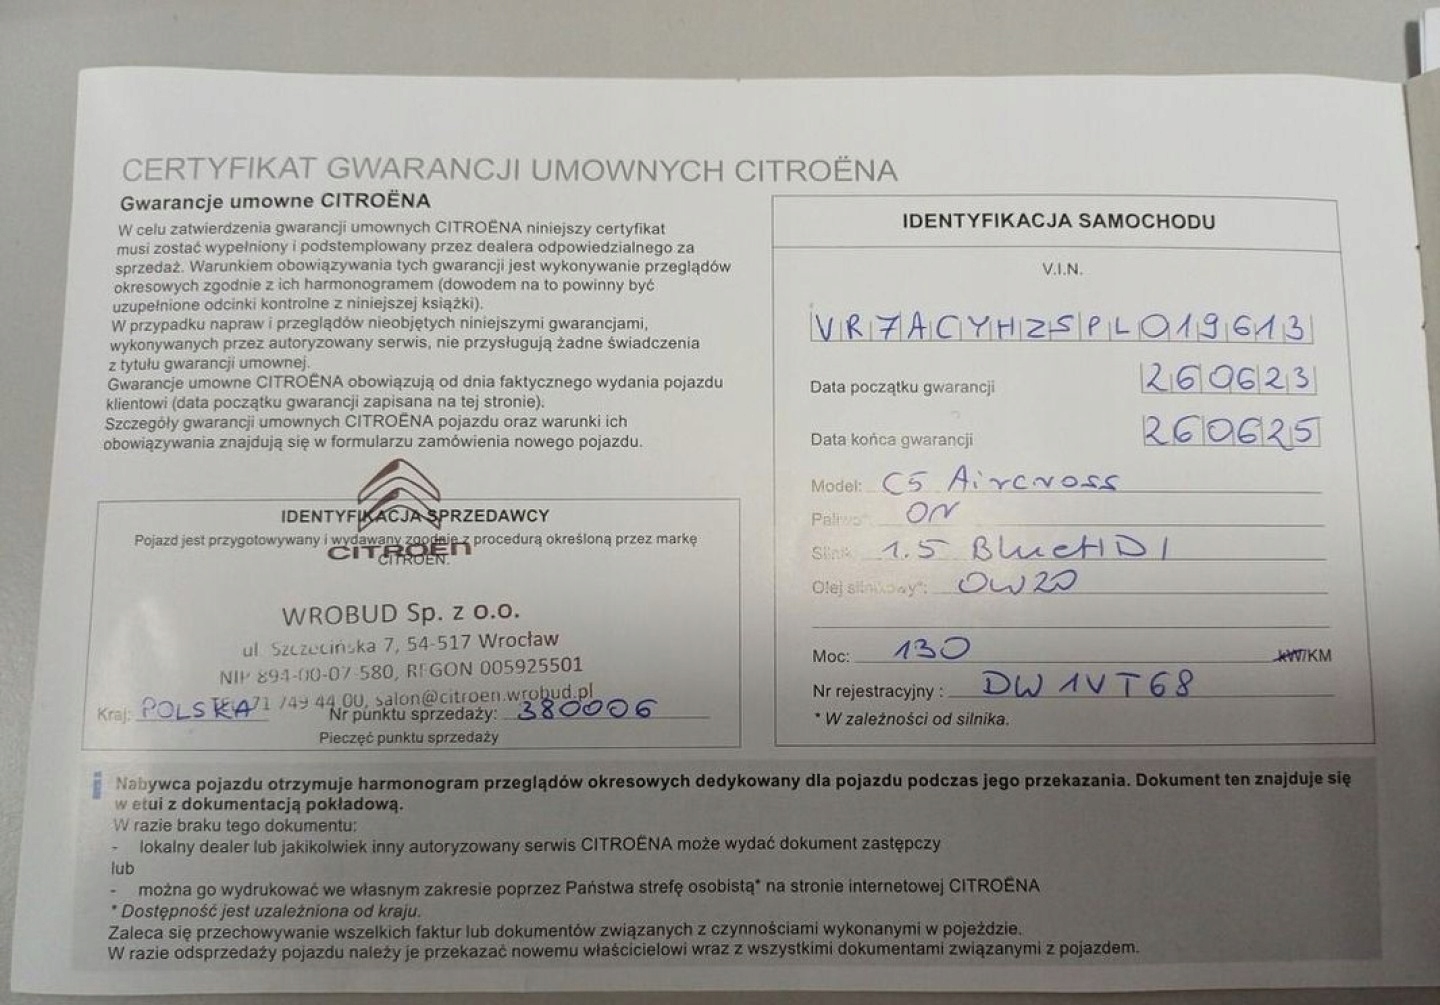 CERTYFIKAT GWARANCJI UMOWNYCH CITROËNA
Gwarancje umowne CITROËNA
W celu zatwierdzenia gwarancji umownych CITROËNA niniejszy certyfikat
musi zostać wypełniony i podstemplowany przez dealera odpowiedzialnego za
sprzedaż. Warunkiem obowiązywania tych gwarancji jest wykonywanie przeglądów
okresowych zgodnie z ich harmonogramem (dowodem na to powinny być
uzupełnione odcinki kontrolne z niniejszej książki).
W przypadku napraw i przeglądów nieobjętych niniejszymi gwarancjami,
wykonywanych przez autoryzowany serwis, nie przysługują żadne świadczenia
z tytułu gwarancji umownej.
Gwarancje umowne CITROËNA obowiązują od dnia faktycznego wydania pojazdu
klientowi (data początku gwarancji zapisana na tej stronie).
Szczegóły gwarancji umownych CITROËNA pojazdu oraz warunki ich
obowiązywania znajdują się w formularzu zamówienia nowego pojazdu.
IDENTYFIKACJA SPRZEDAWCY
Pojazd jest przygotowywany i wydawany zgodnie z procedurą określoną przez markę
CITROËN.
CITROËN
WROBUD Sp. z o.o.
ul Szczecińska 7, 54-517 Wrocław
NIP 894-00-07-580, REGON 005925501
71 749 44 00, salon@citroen.wrobud.pl
Kraj: POLSKA Nr punktu sprzedaży: 380006
Pieczęć punktu sprzedaży
IDENTYFIKACJA SAMOCHODU
V.I.N.
VR7ACYHZSPL019613
Data początku gwarancji 260623
Data końca gwarancji 260625
Model: C5 Aircross
Paliwo*: ON
Silnik: 1.5 BlueHDI
Olej silnikowy*: 0W20
Moc: 130 kW/KM
Nr rejestracyjny : DW1VT68
* W zależności od silnika.
i Nabywca pojazdu otrzymuje harmonogram przeglądów okresowych dedykowany dla pojazdu podczas jego przekazania. Dokument ten znajduje się
w etui z dokumentacją pokładową.
W razie braku tego dokumentu:
- lokalny dealer lub jakikolwiek inny autoryzowany serwis CITROËNA może wydać dokument zastępczy
lub
- można go wydrukować we własnym zakresie poprzez Państwa strefę osobistą* na stronie internetowej CITROËNA
* Dostępność jest uzależniona od kraju.
Zaleca się przechowywanie wszelkich faktur lub dokumentów związanych z czynnościami wykonanymi w pojeździe.
W razie odsprzedaży pojazdu należy je przekazać nowemu właścicielowi wraz z wszystkimi dokumentami związanymi z pojazdem.